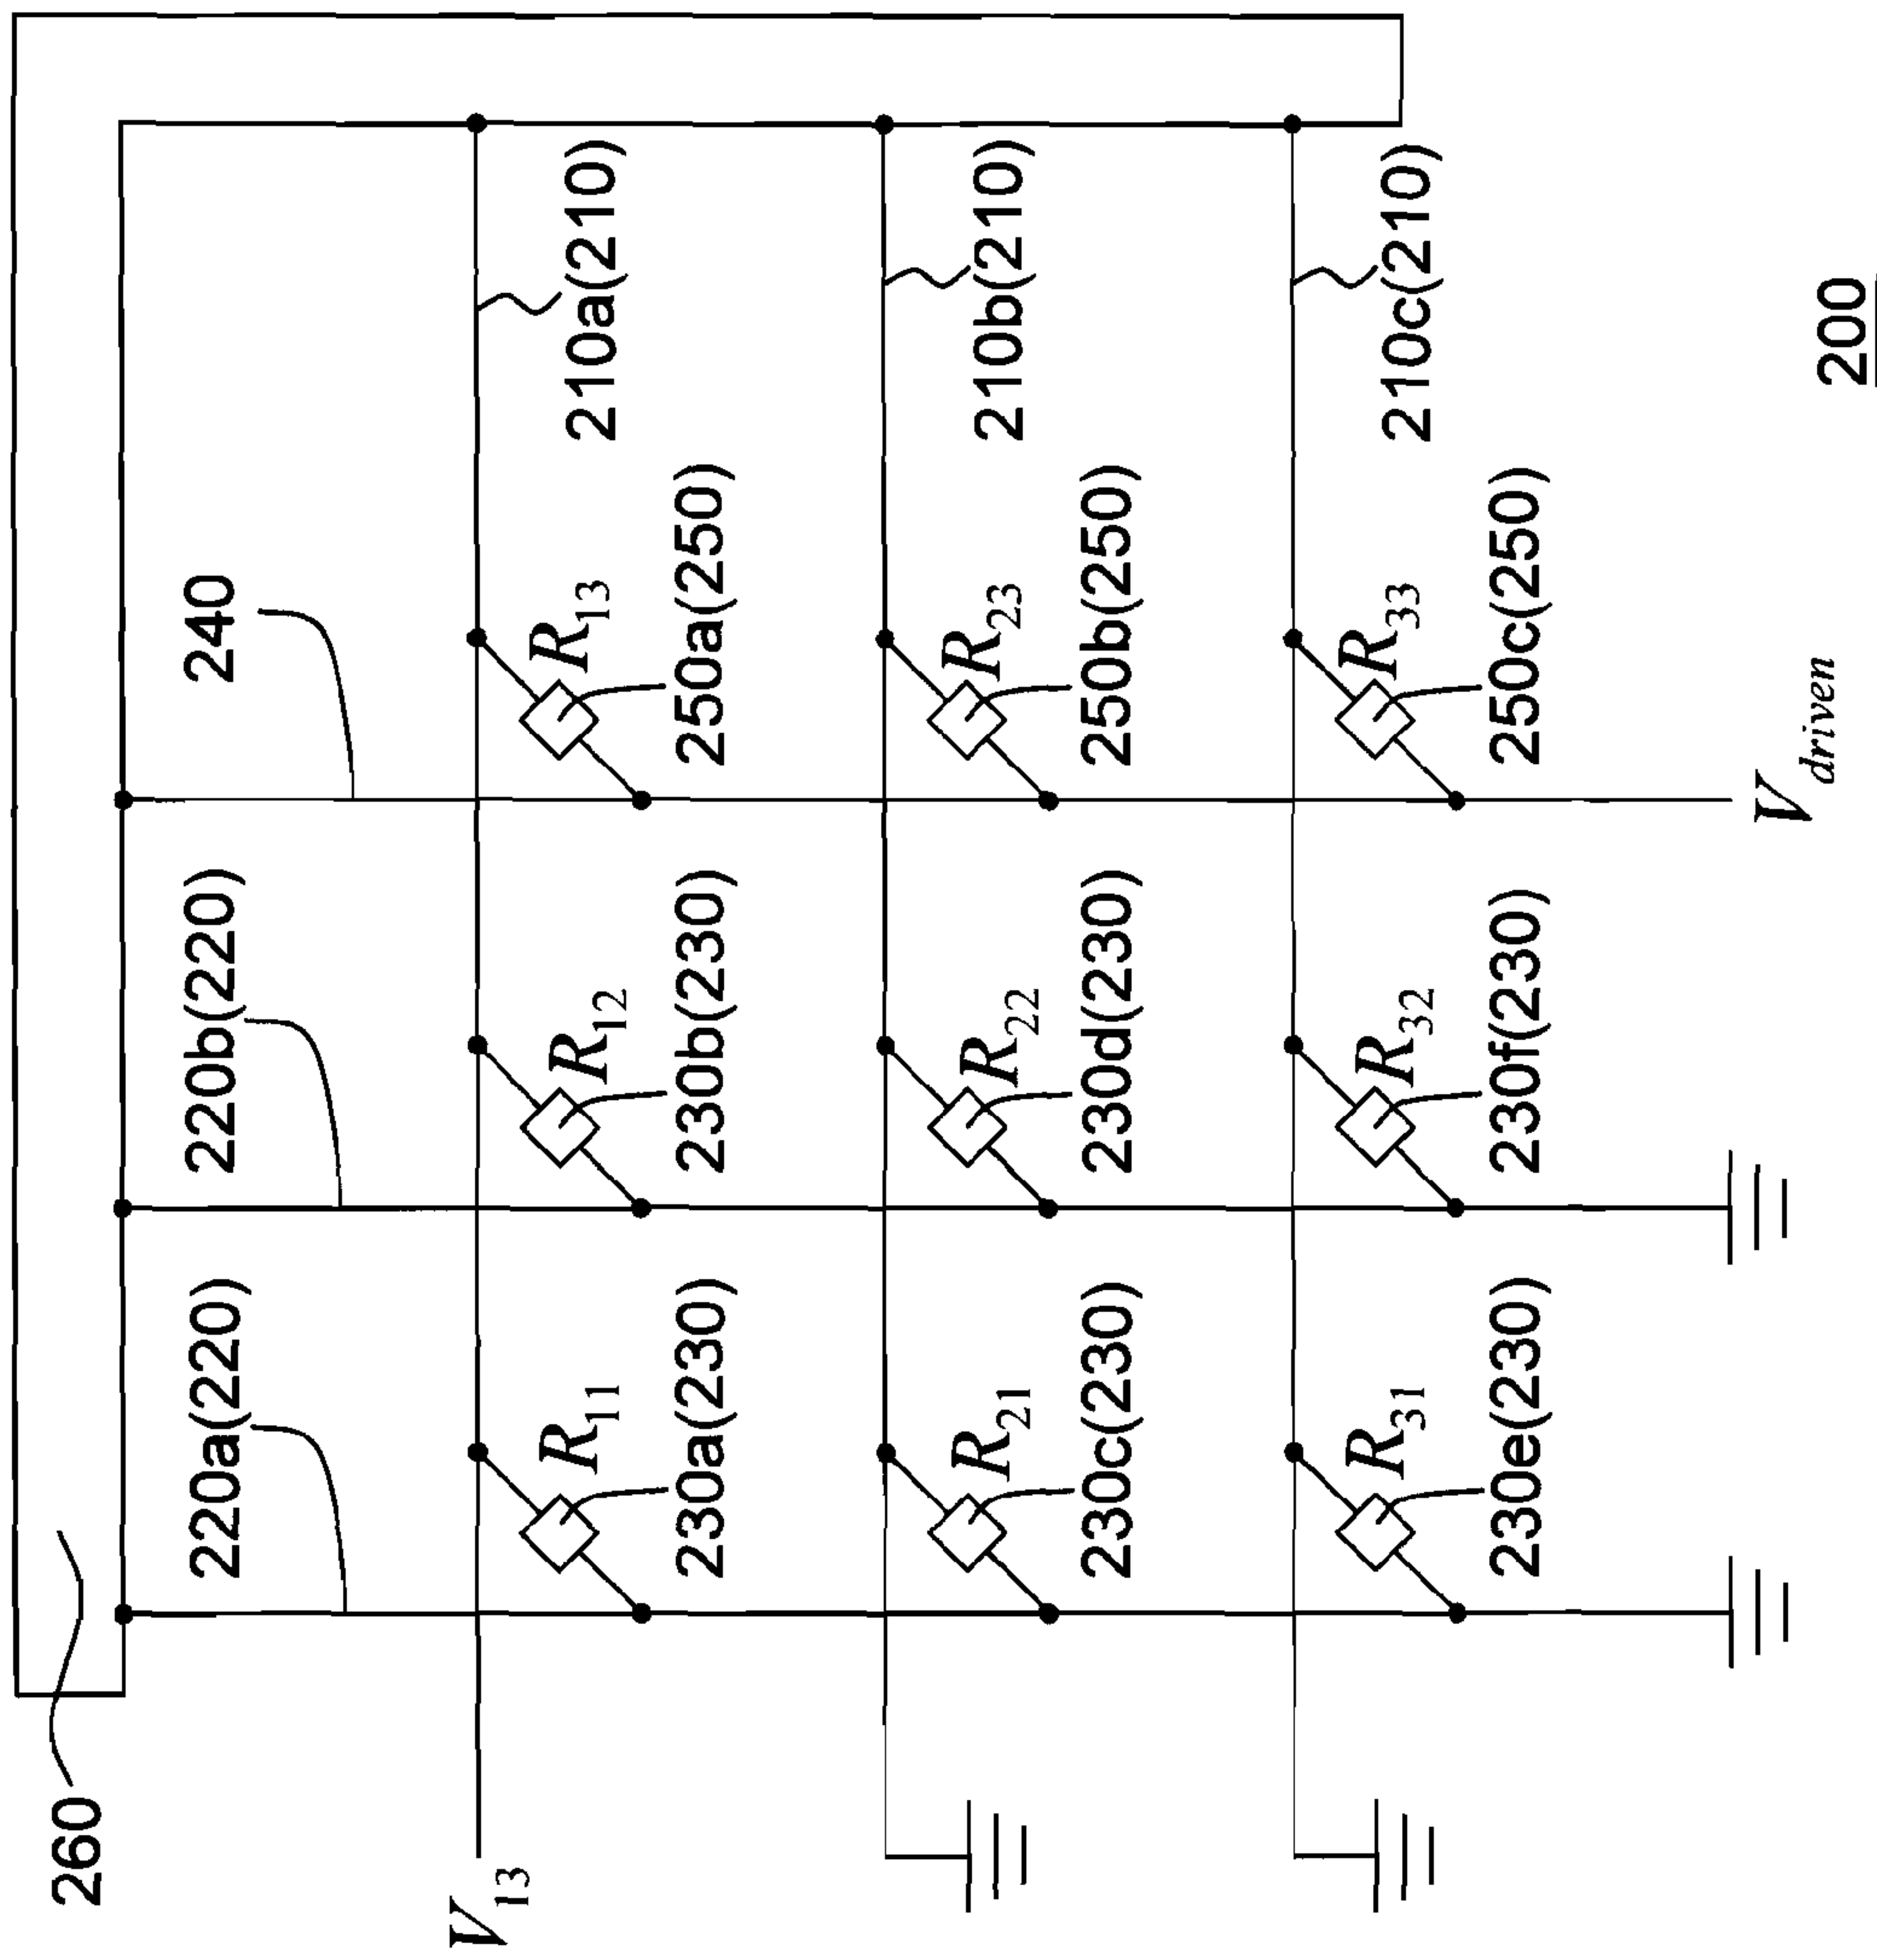 260
220a(220)
220b(220)
240
V13
R11
R12
R13
210a(210)
230a(230)
230b(230)
250a(250)
R21
R22
R23
210b(210)
230c(230)
230d(230)
250b(250)
R31
R32
R33
210c(210)
230e(230)
230f(230)
250c(250)
Vdriven
200